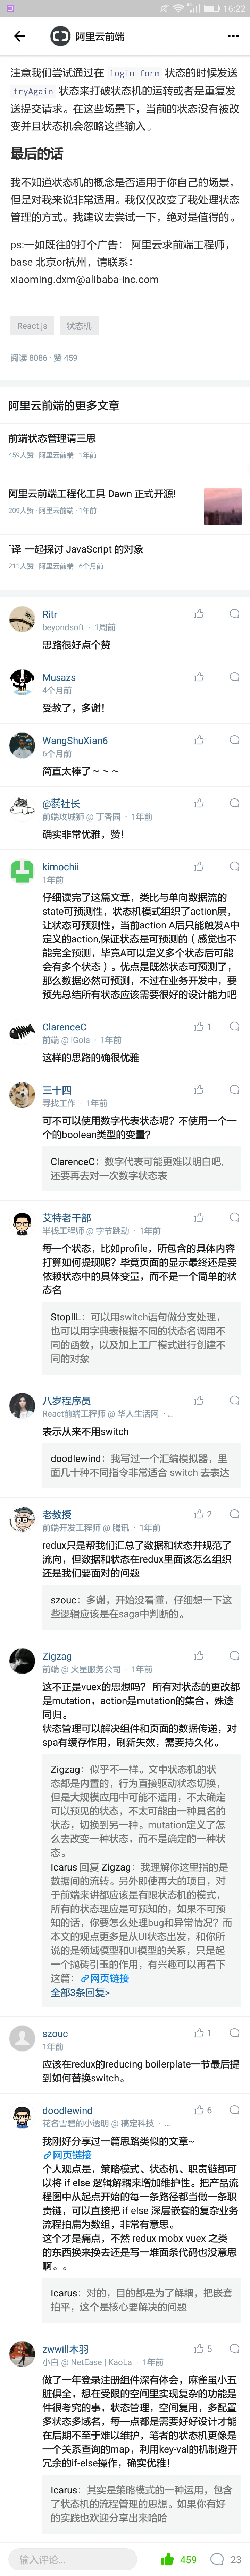 16:22
阿里云前端
注意我们尝试通过在 login form 状态的时候发送
tryAgain 状态来打破状态机的运转或者是重复发
送提交请求。在这些场景下，当前的状态没有被改
变并且状态机会忽略这些输入。
最后的话
我不知道状态机的概念是否适用于你自己的场景，
但是对我来说非常适用。我仅仅改变了我处理状态
管理的方式。我建议去尝试一下，绝对是值得的。
ps:一如既往的打个广告： 阿里云求前端工程师，
base 北京or杭州，请联系：
xiaoming.dxm@alibaba-inc.com
React.js 状态机
阅读 8086 · 赞 459
阿里云前端的更多文章
前端状态管理请三思
459人赞 · 阿里云前端 · 1年前
阿里云前端工程化工具 Dawn 正式开源!
209人赞 · 阿里云前端 · 1年前
「译」一起探讨 JavaScript 的对象
211人赞 · 阿里云前端 · 6个月前
Ritr
beyondsoft · 1周前
思路很好点个赞
Musazs
4个月前
受教了，多谢！
WangShuXian6
6个月前
简直太棒了～～～
社长
前端攻城狮 @ 丁香园 · 1年前
确实非常优雅，赞！
kimochii
1年前
仔细读完了这篇文章，类比与单向数据流的
state可预测性，状态机模式组织了action层，
让状态可预测性，当前action A后只能触发A中
定义的action,保证状态是可预测的（ 感觉也不
能完全预测，毕竟A可以定义多个状态后可能
会有多个状态 ）。优点是既然状态可预测了，
那么数据必然可预测，不过在业务开发中，要
预先总结所有状态应该需要很好的设计能力吧
ClarenceC
前端 @ iGola · 1年前
1
这样的思路的确很优雅
三十四
寻找工作 · 1年前
可不可以使用数字代表状态呢？不使用一个一
个的boolean类型的变量？
ClarenceC：数字代表可能更难以明白吧，
还要再去对一次数字状态表
艾特老干部
半栈工程师 @ 字节跳动 · 1年前
每一个状态，比如profile，所包含的具体内容
打算如何提现呢？毕竟页面的显示最终还是要
依赖状态中的具体变量，而不是一个简单的状
态名
StopllL：可以用switch语句做分支处理，
也可以用字典表根据不同的状态名调用不
同的函数，以及加上工厂模式进行创建不
同的对象
八岁程序员
React前端工程师 @ 华人生活网 · ...
表示从来不用switch
doodlewind：我写过一个汇编模拟器，里
面几十种不同指令非常适合 switch 去表达
老教授
前端开发工程师 @ 腾讯 · 1年前
2
redux只是帮我们汇总了数据和状态并规范了
流向，但数据和状态在redux里面该怎么组织
还是我们要面对的问题
szouc：多谢，开始没看懂，仔细想一下这
些逻辑应该是在saga中判断的。
Zigzag
前端 @ 火星服务公司 · 1年前
这不正是vuex的思想吗？ 所有对状态的更改都
是mutation，action是mutation的集合，殊途
同归。
状态管理可以解决组件和页面的数据传递，对
spa有缓存作用，刷新失效，需要持久化。
Zigzag：似乎不一样。文中状态机的状
态都是内置的，行为直接驱动状态切换，
但是大规模应用中可能不适用，不太确定
可以预见的状态，不太可能由一种具名的
状态，切换到另一种。mutation定义了怎
么去改变一种状态，而不是确定的一种状
态。
Icarus 回复 Zigzag：我理解你这里指的是
数据间的流转。另外即使再大的项目，对
于前端来讲都应该是有限状态机的模式，
所有的状态理应是可预知的，如果不可预
知的话，你要怎么处理bug和异常情况？而
本文的观点更多是从UI状态出发，和你所
说的是领域模型和UI模型的关系，只是起
一个抛砖引玉的作用，有兴趣可以再看下
这篇：网页链接
全部3条回复>
szouc
1年前
1
应该在redux的reducing boilerplate一节最后提
到如何替换switch。
doodlewind
花名雪碧的小透明 @ 稿定科技 · ...
6
我刚好分享过一篇思路类似的文章~
网页链接
个人观点是，策略模式、状态机、职责链都可
以将 if else 逻辑解耦来增加维护性。把产品流
程图中从起点开始的每一条路径都当做一条职
责链，可以直接把 if else 深层嵌套的复杂业务
流程拍扁为数组，非常有意思。
这个才是痛点，不然 redux mobx vuex 之类
的东西换来换去还是写一堆面条代码也没意思
啊。。
Icarus：对的，目的都是为了解耦，把嵌套
拍平，这个是核心要解决的问题
zwwill木羽
小白 @ NetEase | KaoLa · 1年前
5
做了一年登录注册组件深有体会，麻雀虽小五
脏俱全，想在受限的空间里实现复杂的功能是
件很考究的事，状态管理，空间复用，多配置
多状态多域名，每一点都是需要好好设计才能
在后期不至于难以维护，笔者的状态机更像是
一个关系查询的map，利用key-val的机制避开
冗余的if-else操作，确实优雅！
Icarus：其实是策略模式的一种运用，包含
了状态机的流程管理的思想。如果你有好
的实践也欢迎分享出来哈哈
输入评论...
459
23